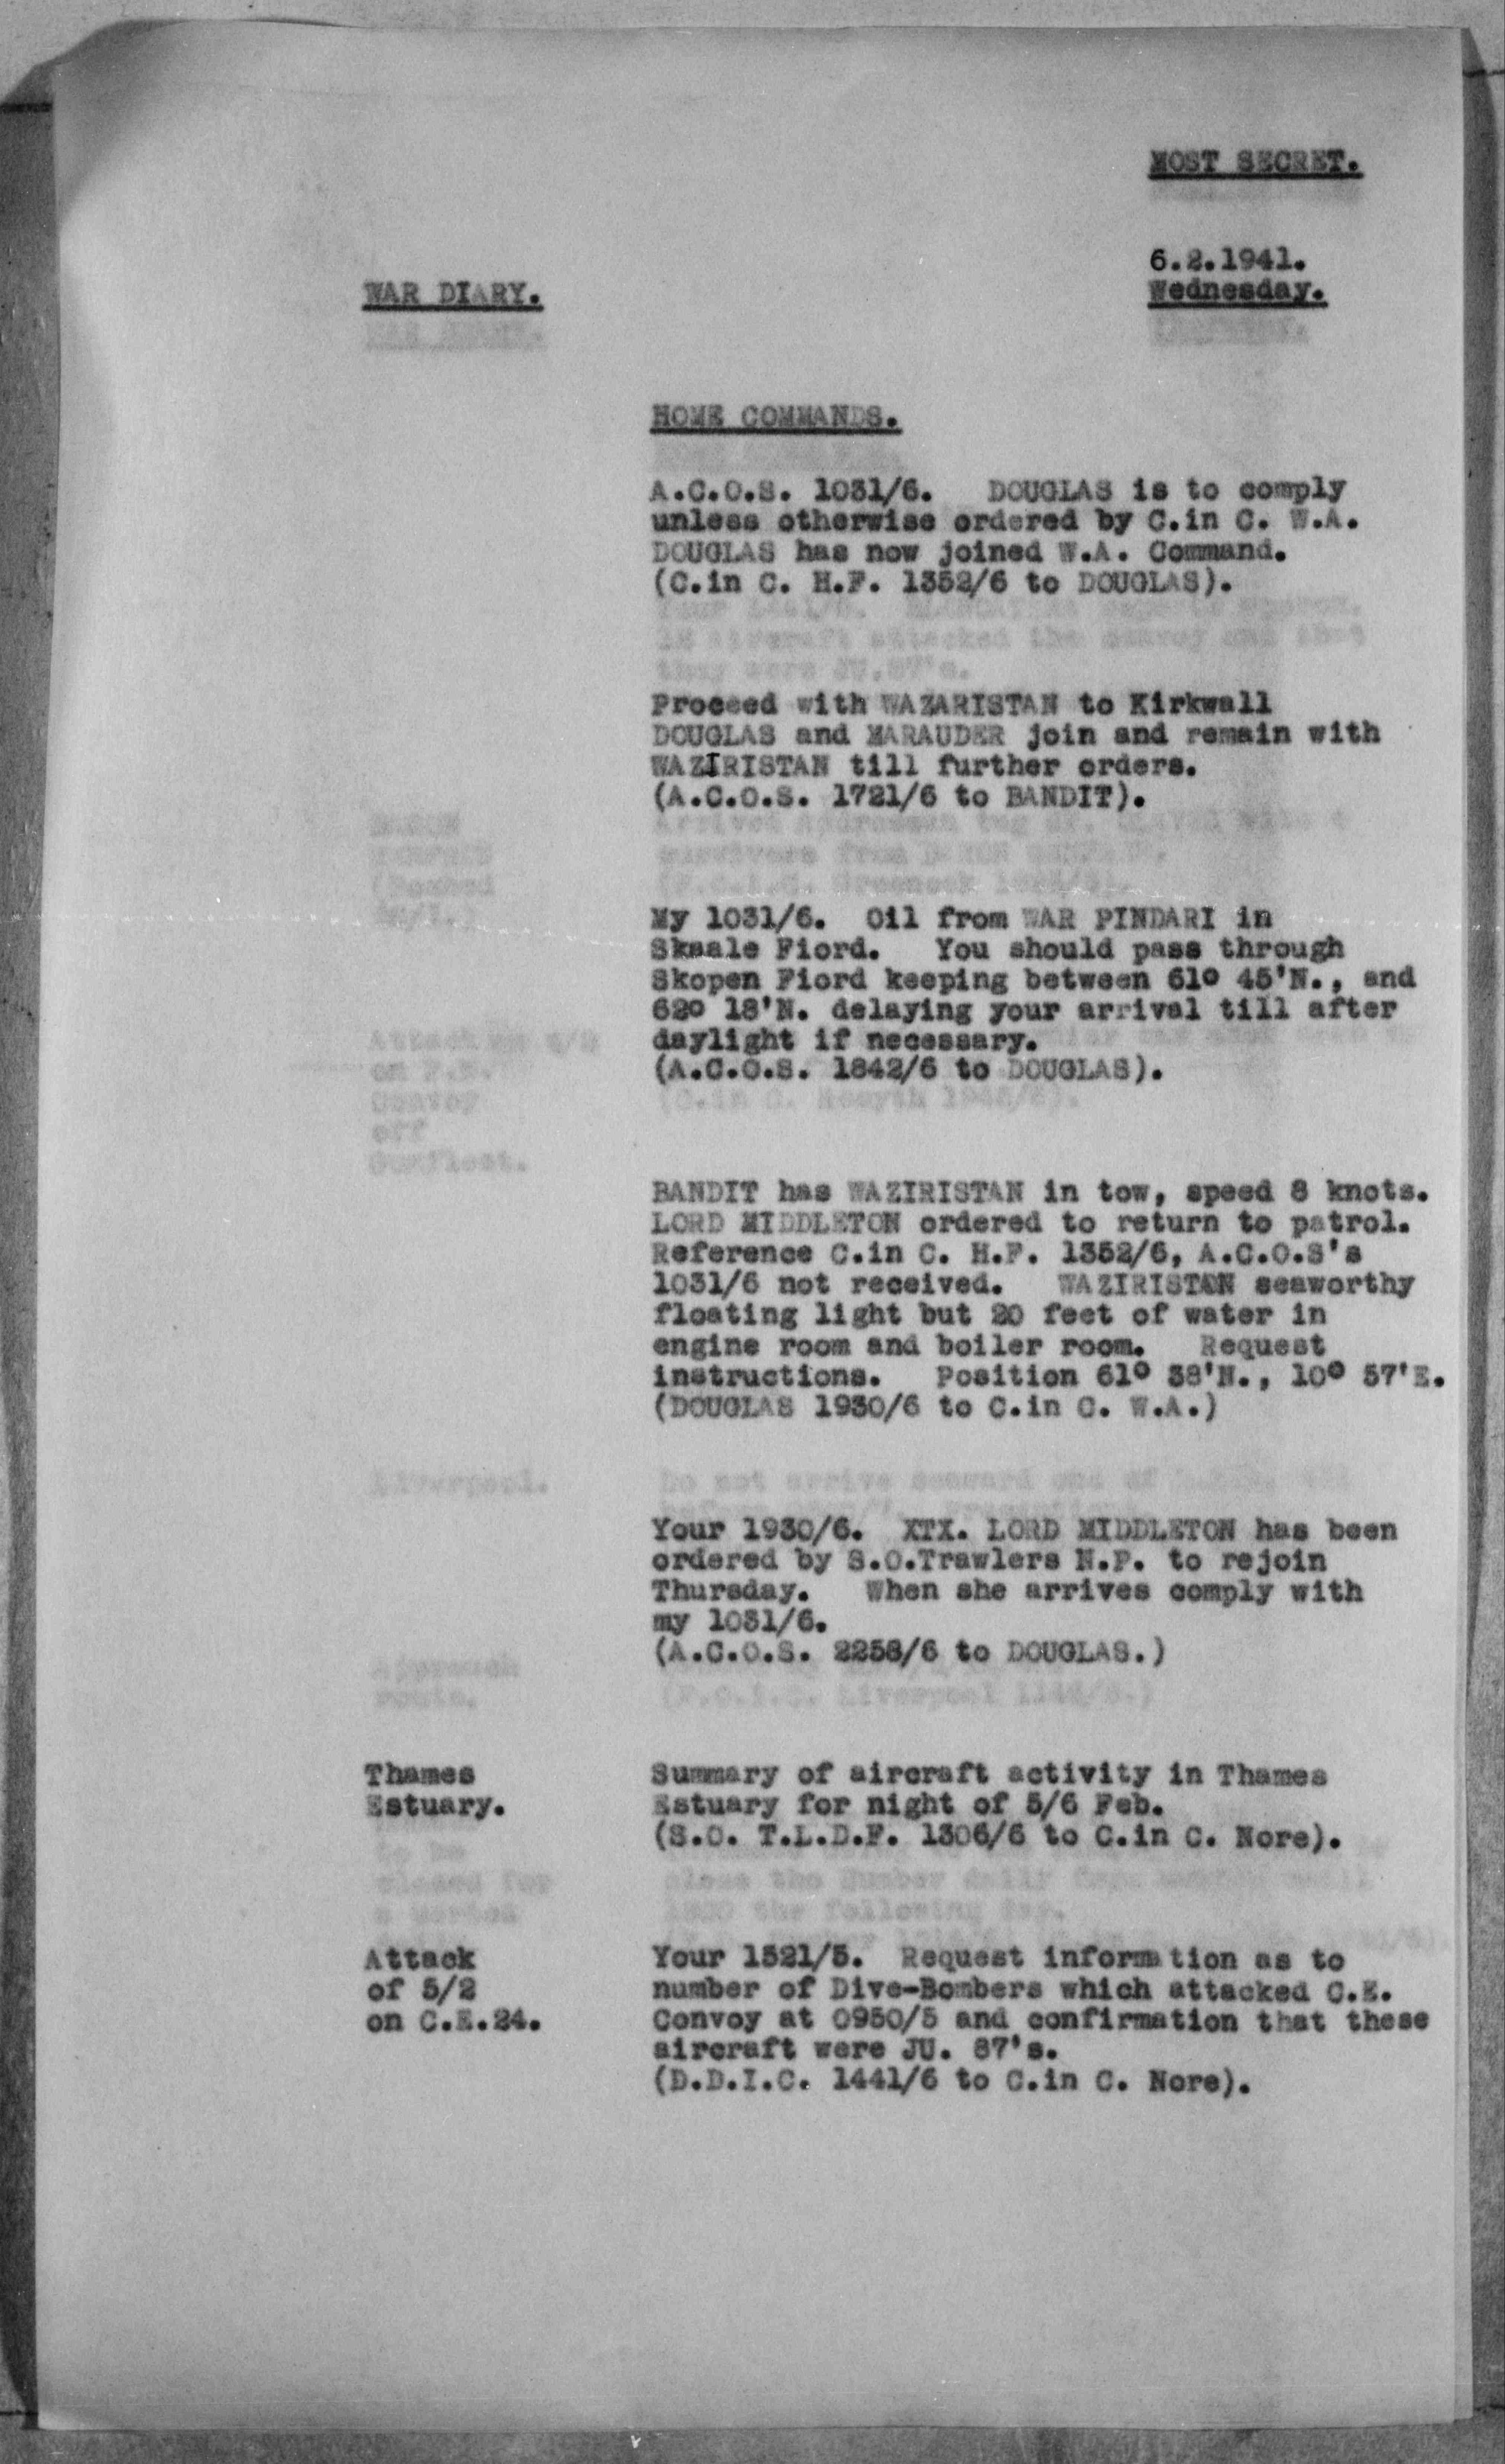 MOST SECRET.
6.2.1941.
WAR DIARY.
Wednesday.
HOME COMMANDS.
A.C.O.S. 1031/6. DOUGLAS is to comply
unless otherwise ordered by C.in C. W.A.
DOUGLAS has now joined W.A. Command.
(C.in C. H.F. 1352/6 to DOUGLAS).
Proceed with WAZARISTAN to Kirkwall
DOUGLAS and MARAUDER join and remain with
WAZIRISTAN till further orders.
(A.C.O.S. 1721/6 to BANDIT).
My 1031/6. Oil from WAR PINDARI in
Skaale Fiord. You should pass through
Skopen Fiord keeping between 61º 45'N., and
62º 18'N. delaying your arrival till after
daylight if necessary.
(A.C.O.S. 1842/6 to DOUGLAS).
BANDIT has WAZIRISTAN in tow, speed 8 knots.
LORD MIDDLETON ordered to return to patrol.
Reference C.in C. H.F. 1352/6, A.C.O.S's
1031/6 not received. WAZIRISTAN seaworthy
floating light but 20 feet of water in
engine room and boiler room. Request
instructions. Position 61º 38'N., 10º 57'E.
(DOUGLAS 1930/6 to C.in C. W.A.)
Your 1930/6. XTX. LORD MIDDLETON has been
ordered by S.O.Trawlers N.P. to rejoin
Thursday. When she arrives comply with
my 1031/6.
(A.C.O.S. 2258/6 to DOUGLAS.)
Thames
Estuary.
Summary of aircraft activity in Thames
Estuary for night of 5/6 Feb.
(S.O. T.L.D.F. 1306/6 to C.in C. Nore).
Attack
of 5/2
on C.E.24.
Your 1521/5. Request information as to
number of Dive-Bombers which attacked C.E.
Convoy at 0950/5 and confirmation that these
aircraft were JU. 87's.
(D.D.I.C. 1441/6 to C.in C. Nore).